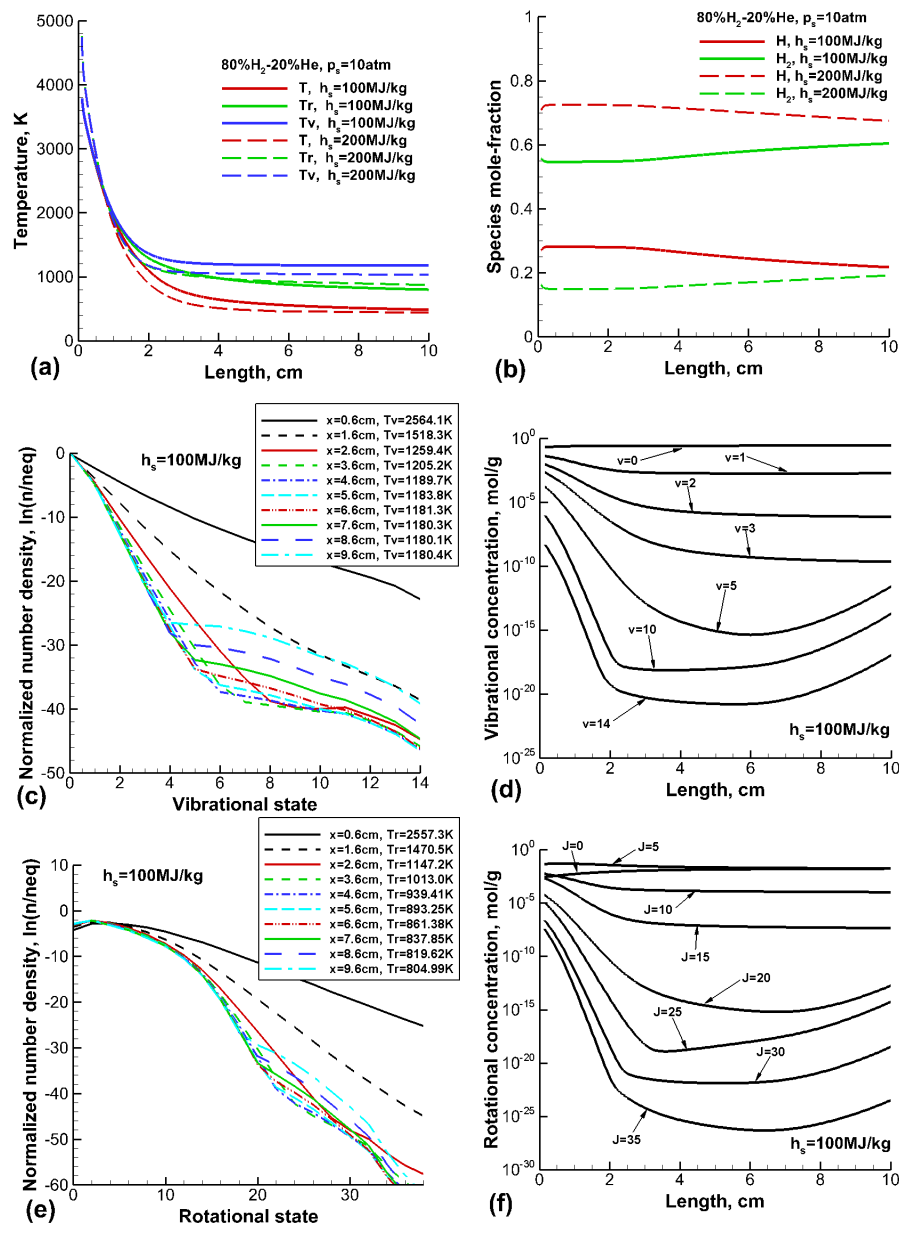 5000
4000
3000
2000
1000
0
Temperature, K
80%H2-20%He, ps=10atm
T, hs=100MJ/kg
Tr, hs=100MJ/kg
Tv, hs=100MJ/kg
T, hs=200MJ/kg
Tr, hs=200MJ/kg
Tv, hs=200MJ/kg
0 2 4 6 8 10
Length, cm
(a)
80%H2-20%He, ps=10atm
H, hs=100MJ/kg
H2, hs=100MJ/kg
H, hs=200MJ/kg
H2, hs=200MJ/kg
1
0.8
0.6
0.4
0.2
0
Species mole-fraction
0 2 4 6 8 10
Length, cm
(b)
x=0.6cm, Tv=2564.1K
x=1.6cm, Tv=1518.3K
x=2.6cm, Tv=1259.4K
x=3.6cm, Tv=1205.2K
x=4.6cm, Tv=1189.7K
x=5.6cm, Tv=1183.8K
x=6.6cm, Tv=1181.3K
x=7.6cm, Tv=1180.3K
x=8.6cm, Tv=1180.1K
x=9.6cm, Tv=1180.4K
hs=100MJ/kg
0
-10
-20
-30
-40
-50
Normalized number density, ln(n/neq)
0 2 4 6 8 10 12 14
Vibrational state
(c)
10^0
10^-5
10^-10
10^-15
10^-20
10^-25
Vibrational concentration, mol/g
v=0
v=1
v=2
v=3
v=5
v=10
v=14
hs=100MJ/kg
0 2 4 6 8 10
Length, cm
(d)
x=0.6cm, Tr=2557.3K
x=1.6cm, Tr=1470.5K
x=2.6cm, Tr=1147.2K
x=3.6cm, Tr=1013.0K
x=4.6cm, Tr=939.41K
x=5.6cm, Tr=893.25K
x=6.6cm, Tr=861.38K
x=7.6cm, Tr=837.85K
x=8.6cm, Tr=819.62K
x=9.6cm, Tr=804.99K
hs=100MJ/kg
10
0
-10
-20
-30
-40
-50
-60
Normalized number density, ln(n/neq)
0 10 20 30
Rotational state
(e)
10^0
10^-5
10^-10
10^-15
10^-20
10^-25
10^-30
Rotational concentration, mol/g
J=0
J=5
J=10
J=15
J=20
J=25
J=30
J=35
hs=100MJ/kg
0 2 4 6 8 10
Length, cm
(f)